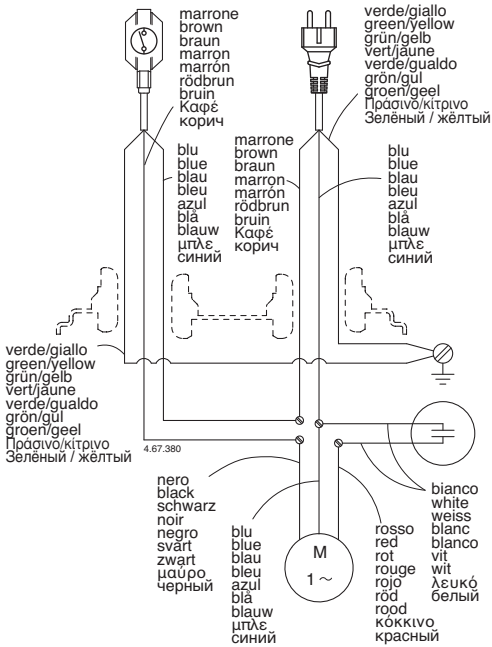 marrone
brown
braun
marron
marrón
rödbrun
bruin
Καφέ
корич
verde/giallo
green/yellow
grün/gelb
vert/jaune
verde/gualdo
grön/gul
groen/geel
Πράσινο/κίτρινο
Зелёный / жёлтый
blu
blue
blau
bleu
azul
blå
blauw
μπλε
синий
marrone
brown
braun
marron
marrón
rödbrun
bruin
Καφέ
корич
blu
blue
blau
bleu
azul
blå
blauw
μπλε
синий
verde/giallo
green/yellow
grün/gelb
vert/jaune
verde/gualdo
grön/gul
groen/geel
Πράσινο/κίτρινο
Зелёный / жёлтый
4.67.380
nero
black
schwarz
noir
negro
svart
zwart
μαύρο
черный
blu
blue
blau
bleu
azul
blå
blauw
μπλε
синий
M
1 ~
rosso
red
rot
rouge
rojo
röd
rood
κόκκινο
красный
bianco
white
weiss
blanc
blanco
vit
wit
λευκό
белый